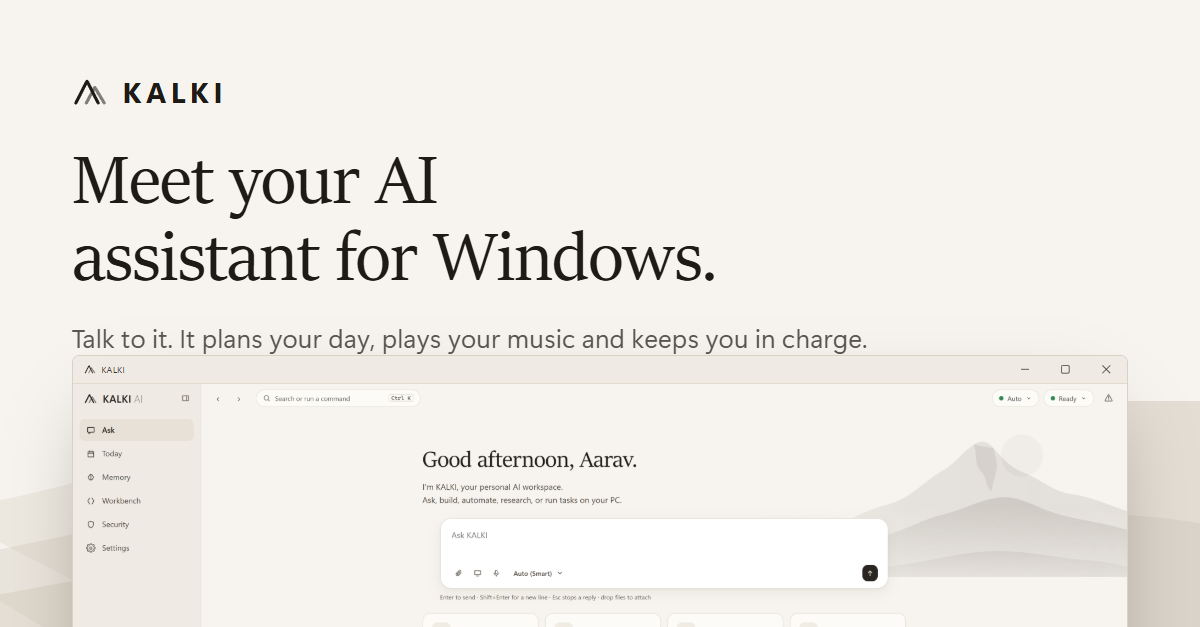 KALKI
Meet your AI
assistant for Windows.
Talk to it. It plans your day, plays your music and keeps you in charge.
KALKI
KALKI AI
Search or run a command
Ctrl K
Auto
Ready
Ask
Today
Memory
Workbench
Security
Settings
Good afternoon, Aarav.
I'm KALKI, your personal AI workspace.
Ask, build, automate, research, or run tasks on your PC.
Ask KALKI
Auto (Smart)
Enter to send · Shift+Enter for a new line · Esc stops a reply · drop files to attach